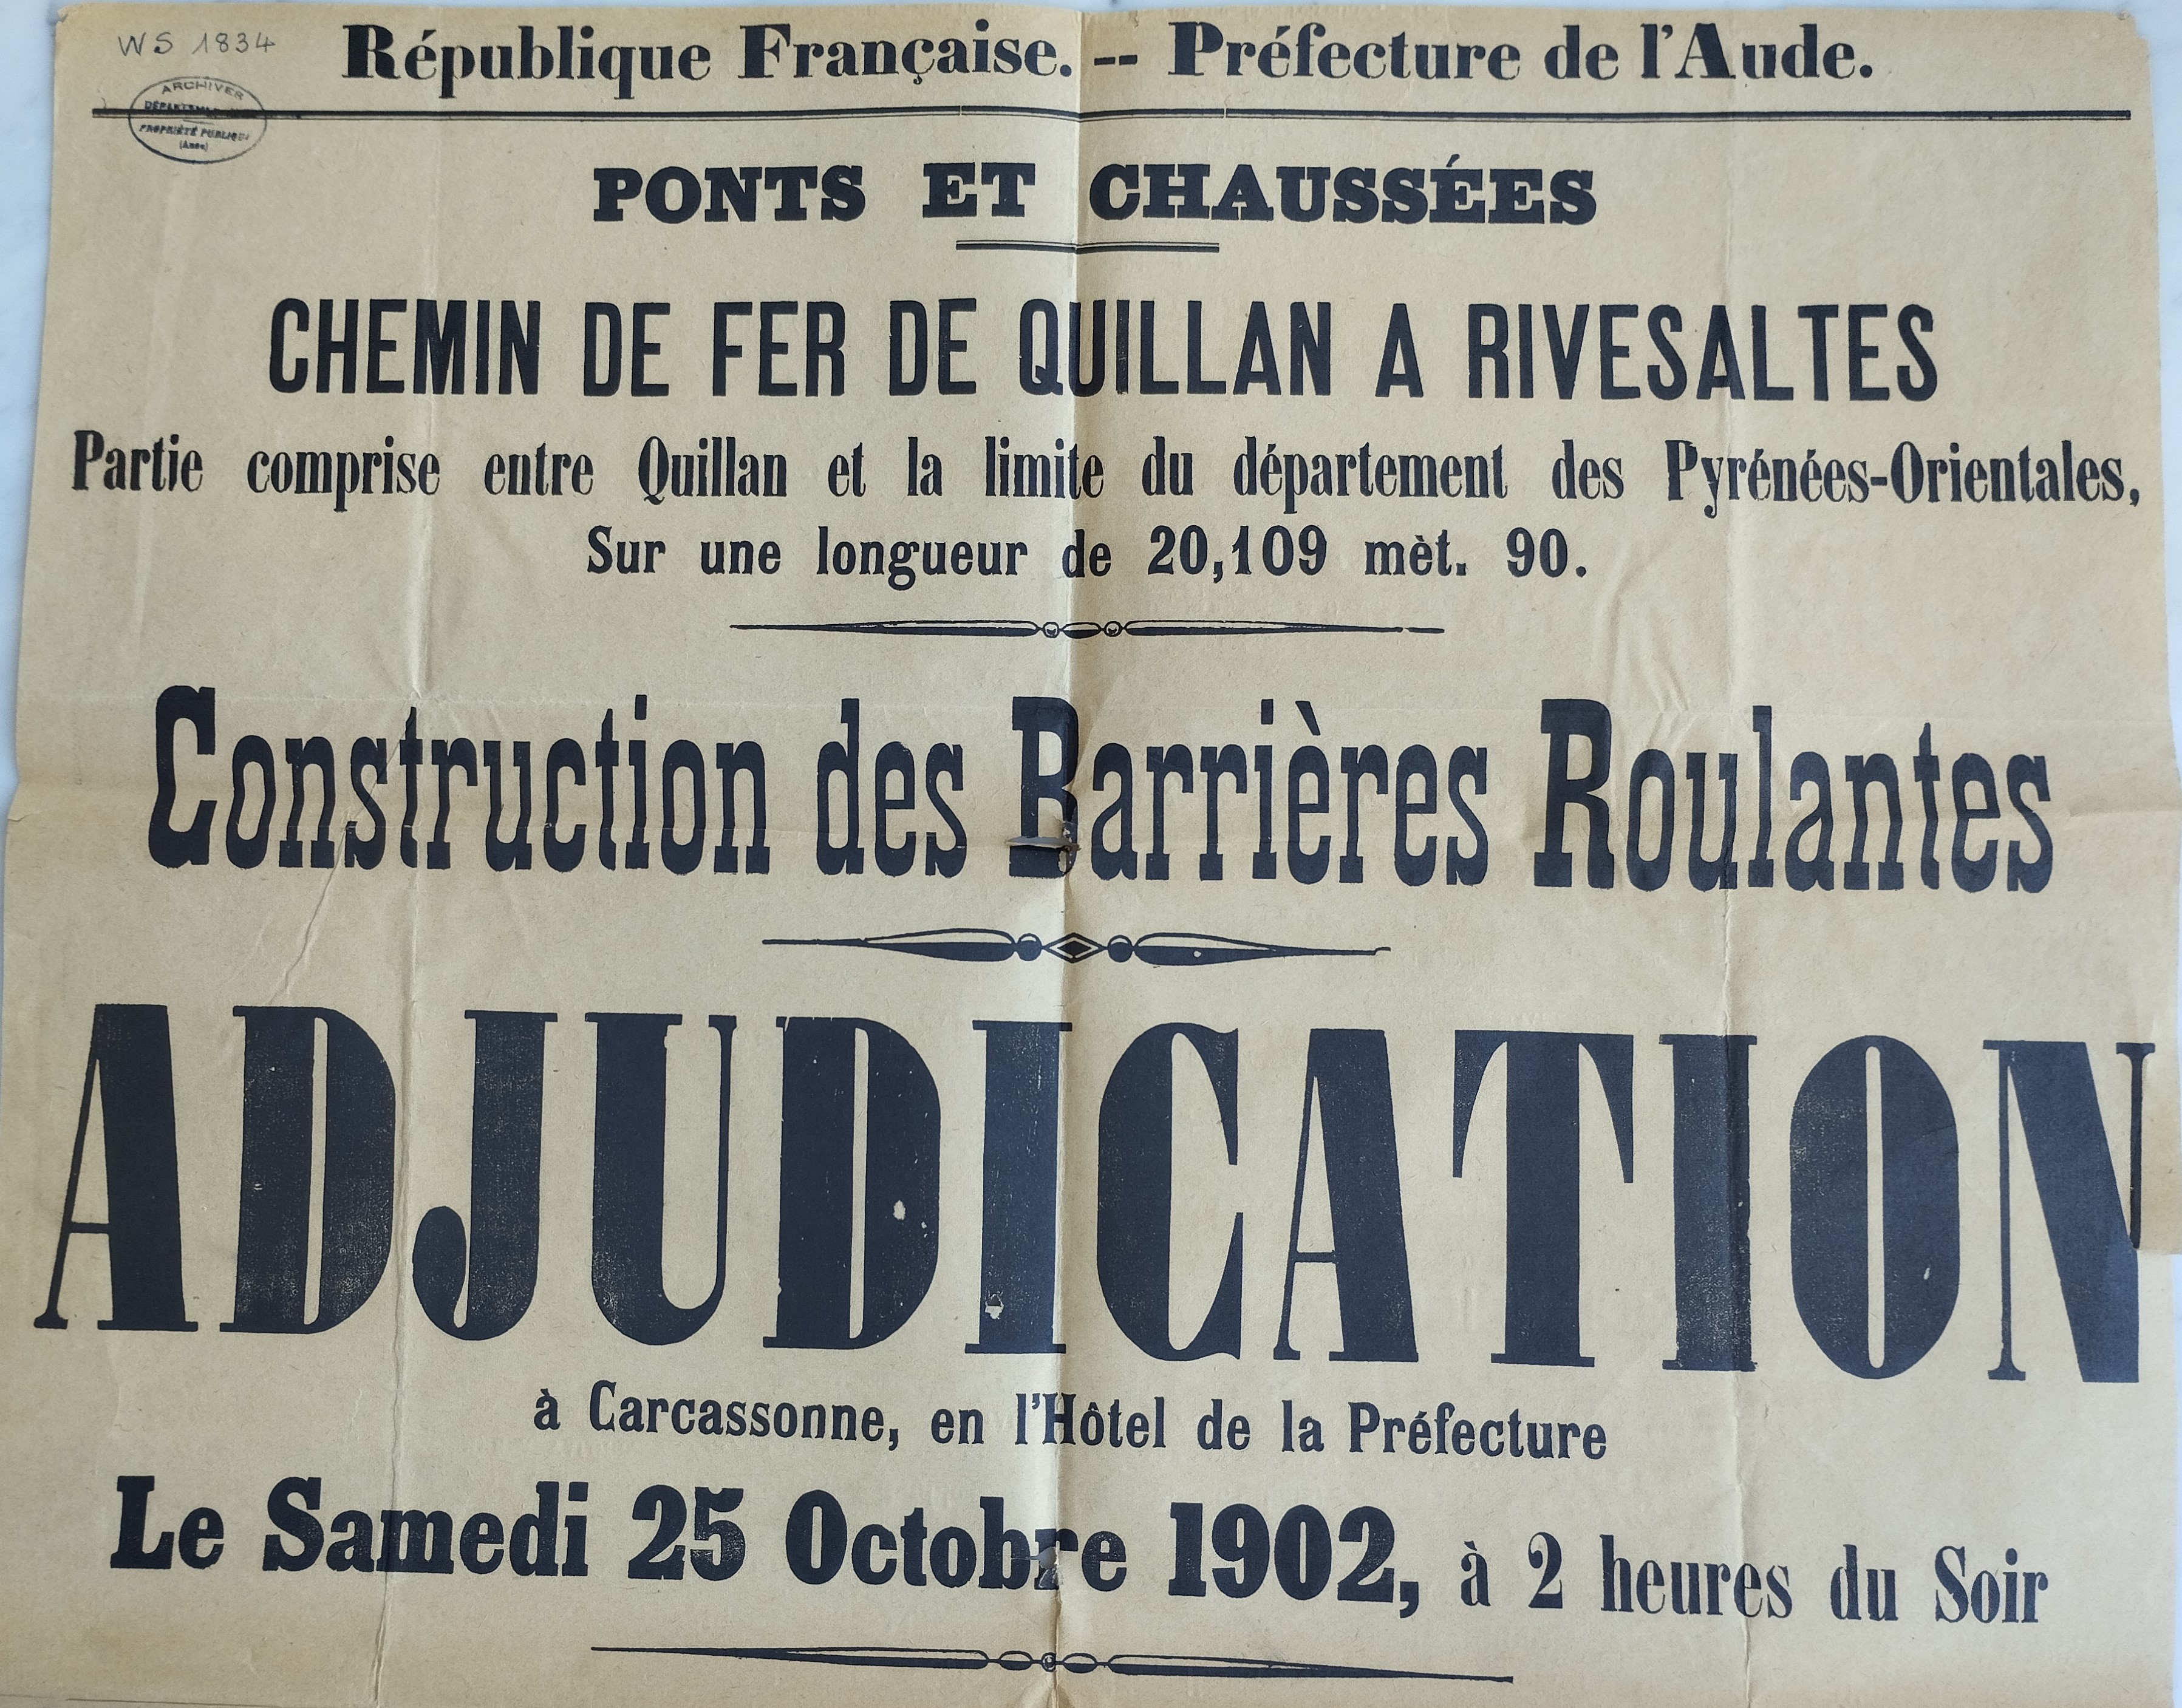 WS 1834
République Française. -- Préfecture de l'Aude.
ARCHIVES
DÉPARTEM
PROPRIÉTÉ PUBLIQUE
(Aude)
PONTS ET CHAUSSÉES
CHEMIN DE FER DE QUILLAN A RIVESALTES
Partie comprise entre Quillan et la limite du département des Pyrénées-Orientales,
Sur une longueur de 20,109 mèt. 90.
Construction des Barrières Roulantes
ADJUDICATION
à Carcassonne, en l'Hôtel de la Préfecture
Le Samedi 25 Octobre 1902, à 2 heures du Soir